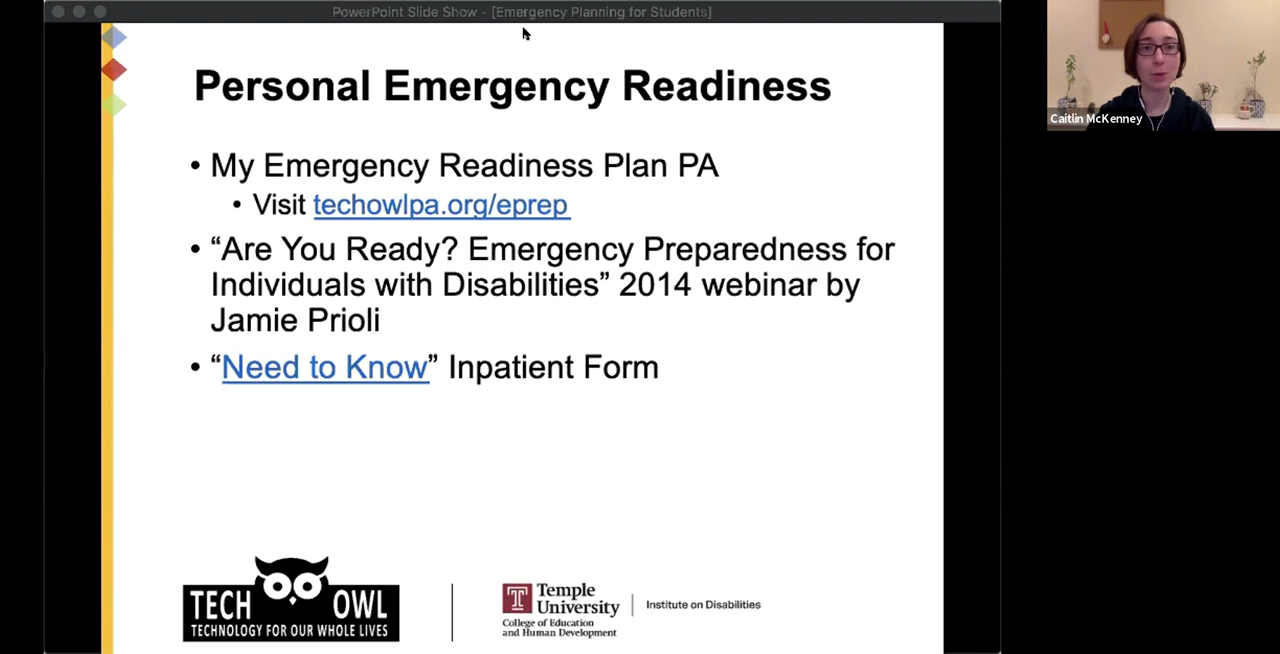 PowerPoint Slide Show - [Emergency Planning for Students]
Personal Emergency Readiness
• My Emergency Readiness Plan PA
• Visit techowlpa.org/eprep
• “Are You Ready? Emergency Preparedness for
Individuals with Disabilities” 2014 webinar by
Jamie Prioli
• “Need to Know” Inpatient Form
TECH OWL
TECHNOLOGY FOR OUR WHOLE LIVES
T
Temple
University
College of Education
and Human Development
Institute on Disabilities
Caitlin McKenney